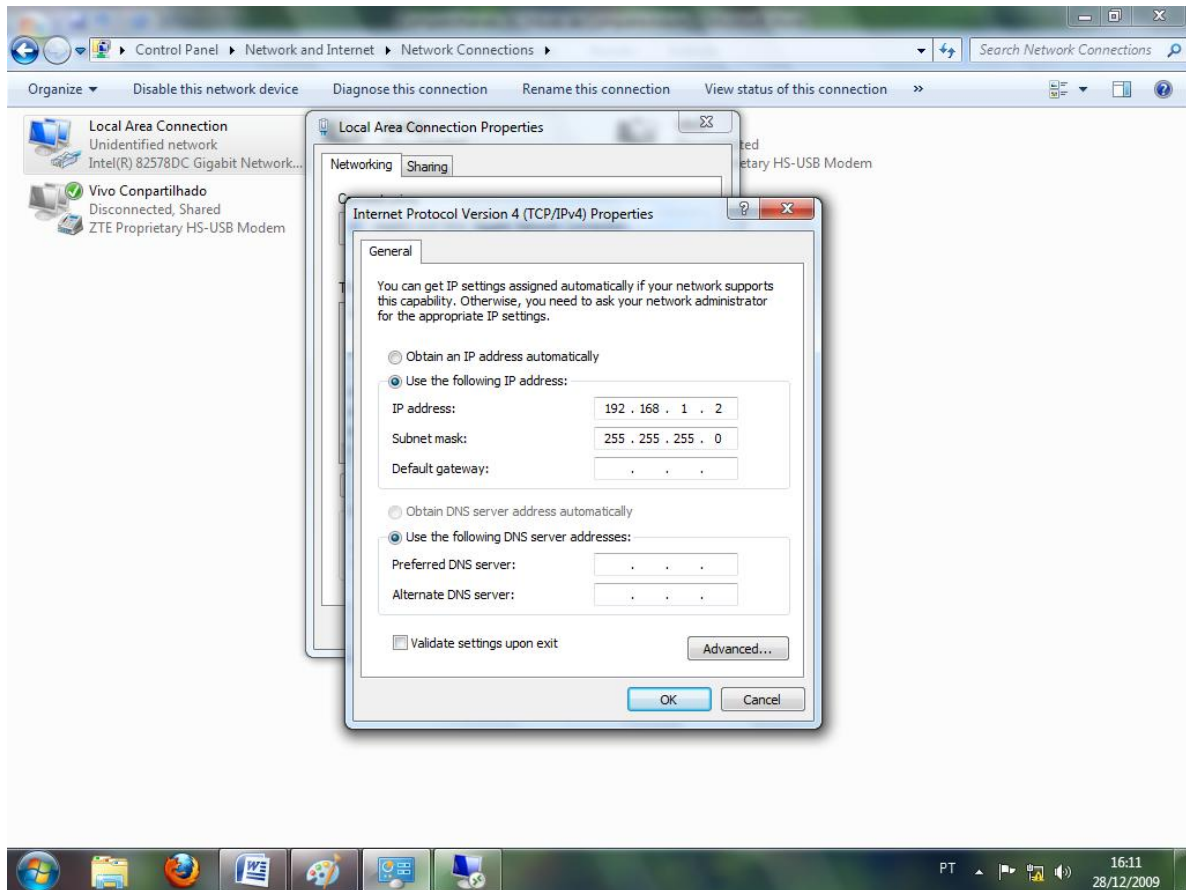 Control Panel ▸ Network and Internet ▸ Network Connections ▸
Search Network Connections
Organize
Disable this network device
Diagnose this connection
Rename this connection
View status of this connection
»
Local Area Connection
Unidentified network
Intel(R) 82578DC Gigabit Network...
Vivo Conpartilhado
Disconnected, Shared
ZTE Proprietary HS-USB Modem
Local Area Connection Properties
Networking
Sharing
Internet Protocol Version 4 (TCP/IPv4) Properties
General
You can get IP settings assigned automatically if your network supports
this capability. Otherwise, you need to ask your network administrator
for the appropriate IP settings.
Obtain an IP address automatically
Use the following IP address:
IP address: 192 . 168 . 1 . 2
Subnet mask: 255 . 255 . 255 . 0
Default gateway: . . .
Obtain DNS server address automatically
Use the following DNS server addresses:
Preferred DNS server: . . .
Alternate DNS server: . . .
Validate settings upon exit
Advanced...
OK
Cancel
HS-USB Modem
PT
16:11
28/12/2009